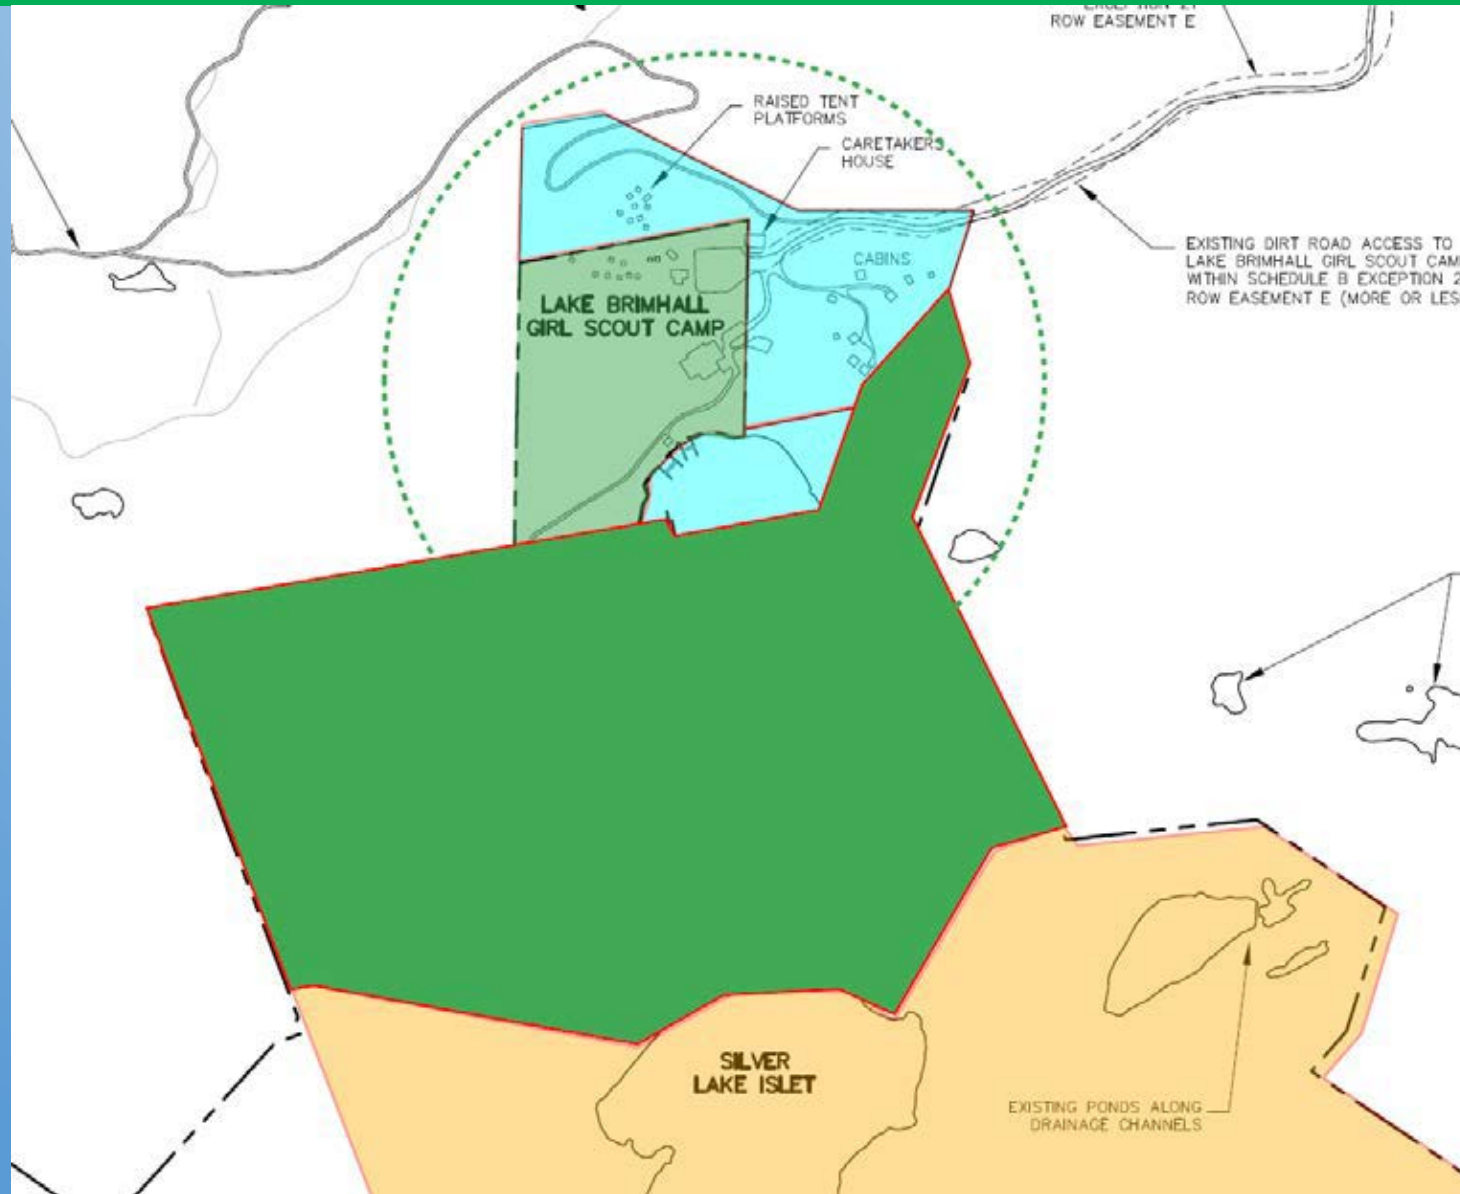 ROW EASEMENT E
RAISED TENT
PLATFORMS
CARETAKERS
HOUSE
EXISTING DIRT ROAD ACCESS TO
LAKE BRIMHALL GIRL SCOUT CAM
WITHIN SCHEDULE B EXCEPTION 2
ROW EASEMENT E (MORE OR LES
CABINS
LAKE BRIMHALL
GIRL SCOUT CAMP
SILVER
LAKE ISLET
EXISTING PONDS ALONG
DRAINAGE CHANNELS